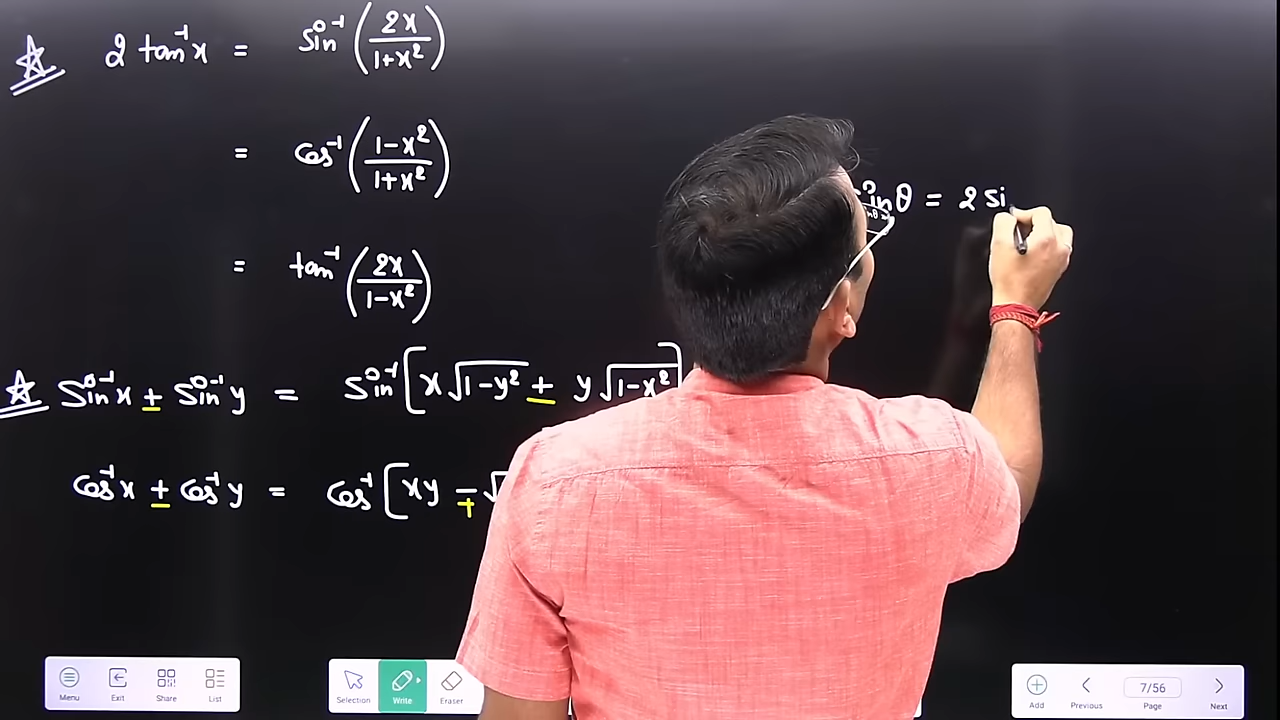 2 tan⁻¹x = sin⁻¹(2x/1+x²)
= cos⁻¹(1-x²/1+x²)
= tan⁻¹(2x/1-x²)
sinθ = 2 si
sin⁻¹x ± sin⁻¹y = sin⁻¹[x√1-y² ± y√1-x²]
cos⁻¹x ± cos⁻¹y = cos⁻¹[xy ∓ √
Menu Exit Share List Selection Write Eraser Add Previous 7/56 Page Next